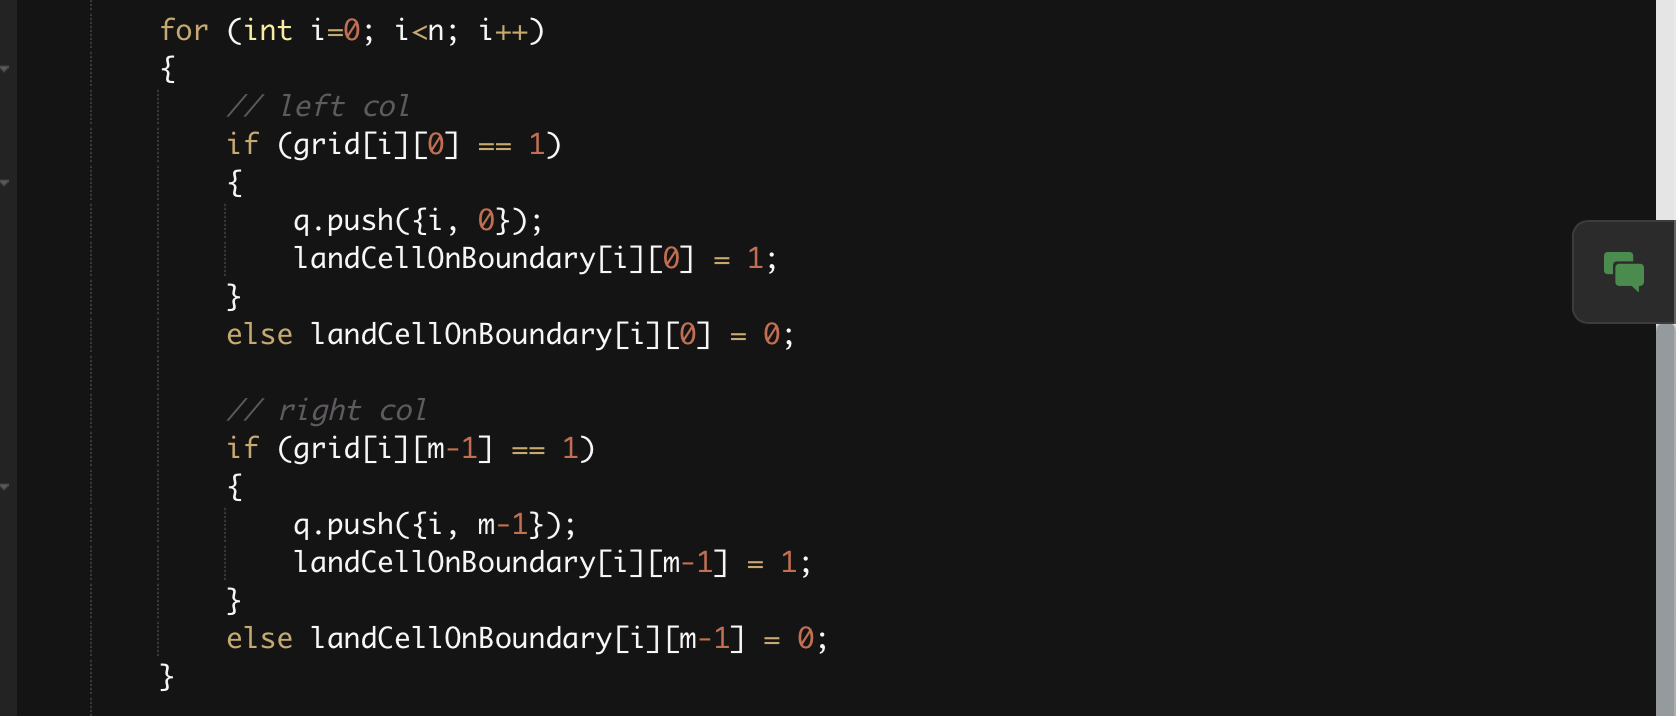 for (int i=0; i<n; i++)
{
    // left col
    if (grid[i][0] == 1)
    {
        q.push({i, 0});
        landCellOnBoundary[i][0] = 1;
    }
    else landCellOnBoundary[i][0] = 0;

    // right col
    if (grid[i][m-1] == 1)
    {
        q.push({i, m-1});
        landCellOnBoundary[i][m-1] = 1;
    }
    else landCellOnBoundary[i][m-1] = 0;
}